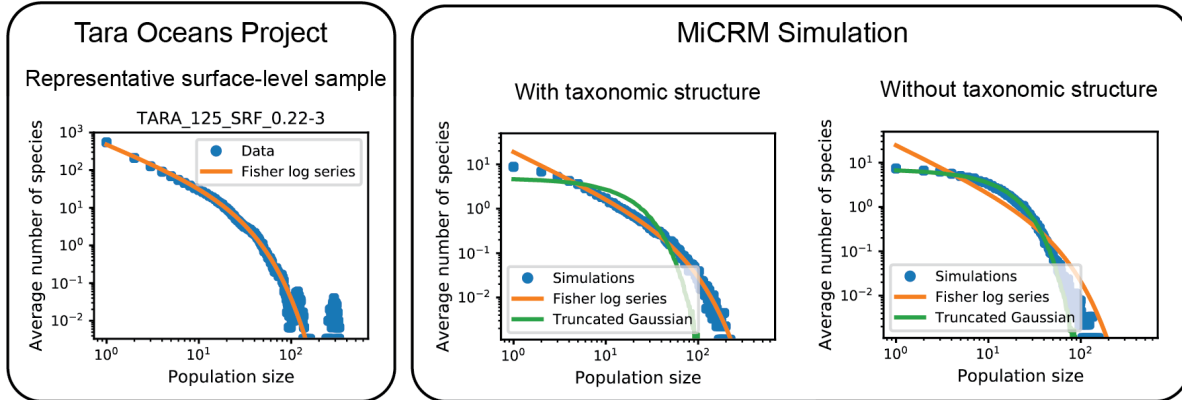 Tara Oceans Project
Representative surface-level sample
TARA_125_SRF_0.22-3
Average number of species
10³
10²
10¹
10⁰
10⁻¹
10⁻²
Data
Fisher log series
10⁰ 10¹ 10²
Population size
MiCRM Simulation
With taxonomic structure
Average number of species
10¹
10⁰
10⁻¹
10⁻²
Simulations
Fisher log series
Truncated Gaussian
10⁰ 10¹ 10²
Population size
Without taxonomic structure
Average number of species
10¹
10⁰
10⁻¹
10⁻²
Simulations
Fisher log series
Truncated Gaussian
10⁰ 10¹ 10²
Population size